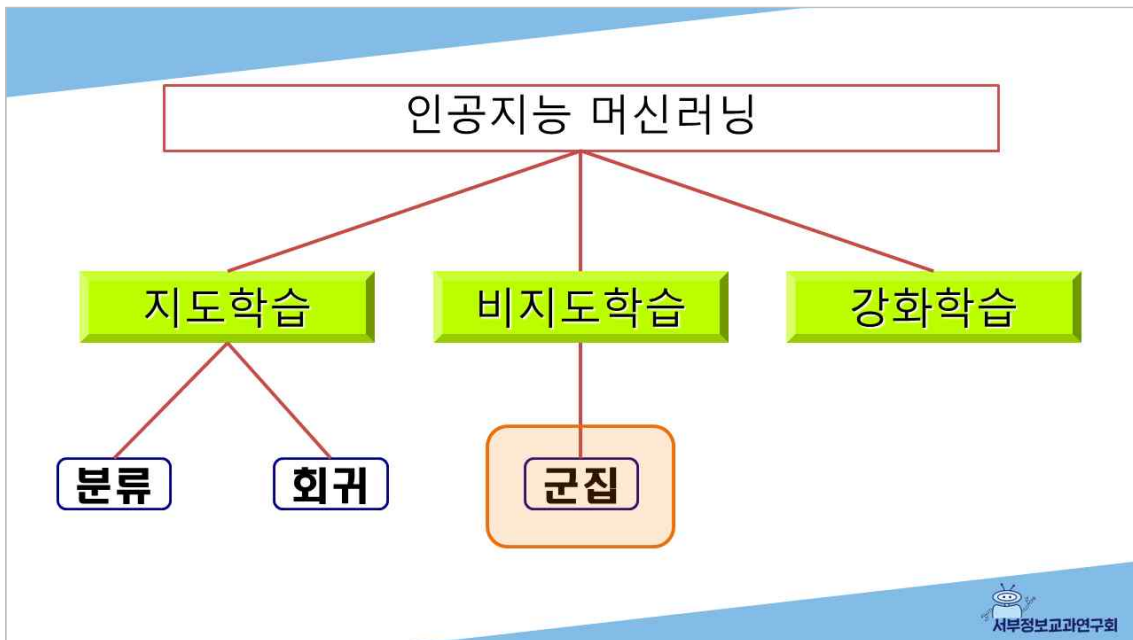 인공지능 머신러닝
지도학습
비지도학습
강화학습
분류
회귀
군집
서부정보교과연구회